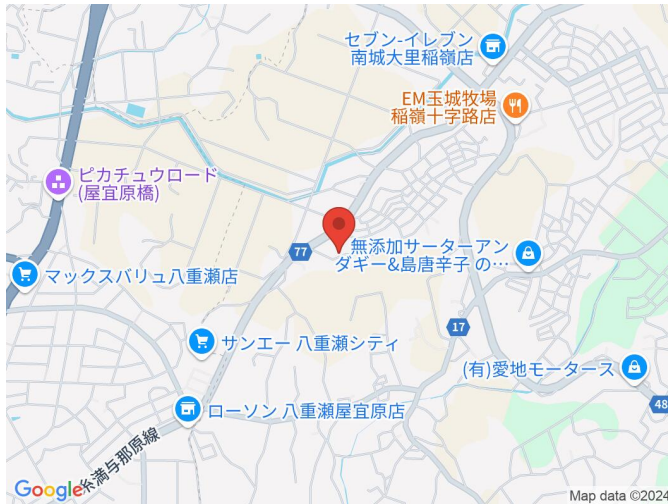 セブン-イレブン
南城大里稲嶺店
EM玉城牧場
稲嶺十字路店
ピカチュウロード
(屋宜原橋)
77
無添加サーターアン
ダギー&島唐辛子 の…
マックスバリュ八重瀬店
17
サンエー 八重瀬シティ
(有)愛地モータース
ローソン 八重瀬屋宜原店
48
糸満与那原線
Google
Map data ©2024